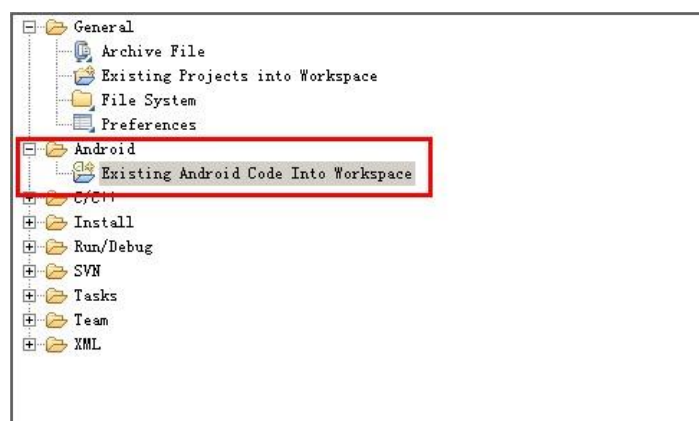 General
Archive File
Existing Projects into Workspace
File System
Preferences
Android
Existing Android Code Into Workspace
C/C++
Install
Run/Debug
SVN
Tasks
Team
XML